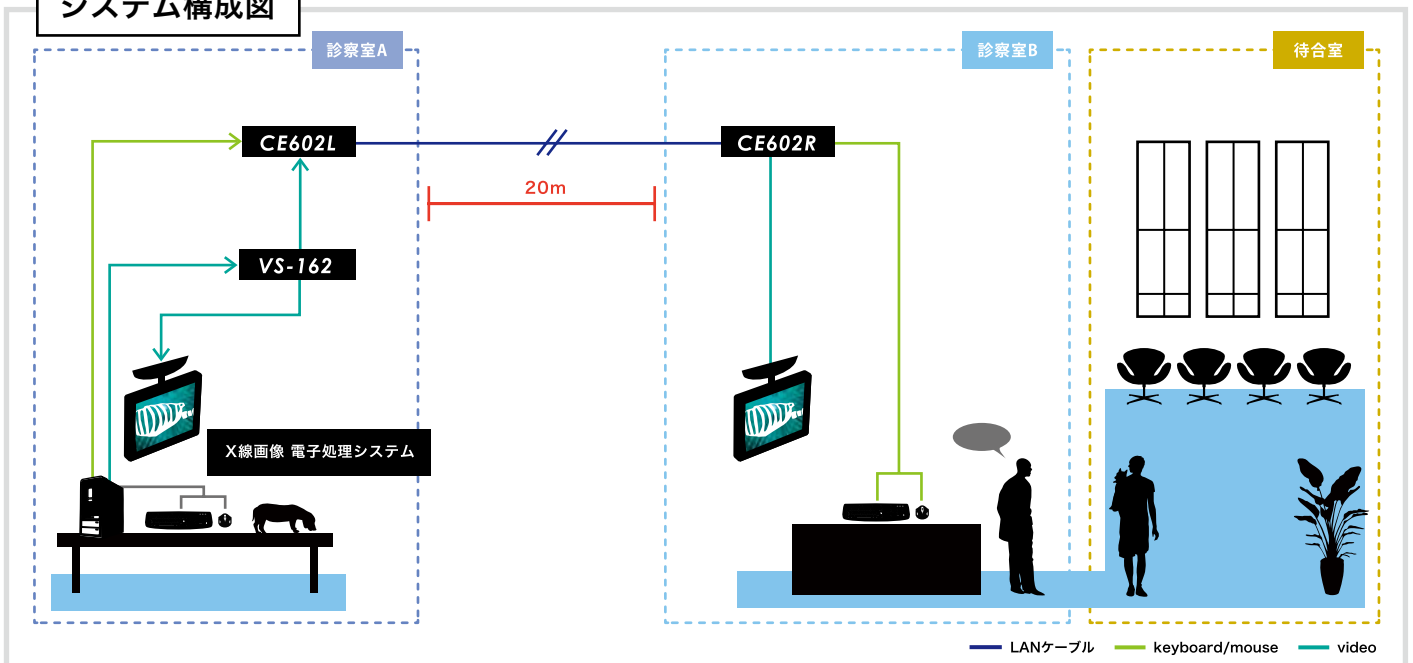 システム構成図
診察室A
診察室B
待合室
CE602L
CE602R
20m
VS-162
X線画像 電子処理システム
LANケーブル
keyboard/mouse
video